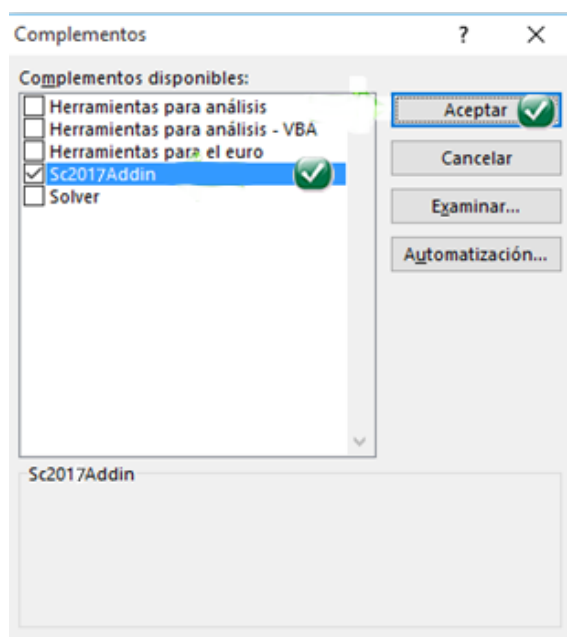 Complementos ? ×
Complementos disponibles:
Herramientas para análisis
Herramientas para análisis - VBA
Herramientas para el euro
Sc2017Addin
Solver
Aceptar
Cancelar
Examinar...
Automatización...
Sc2017Addin